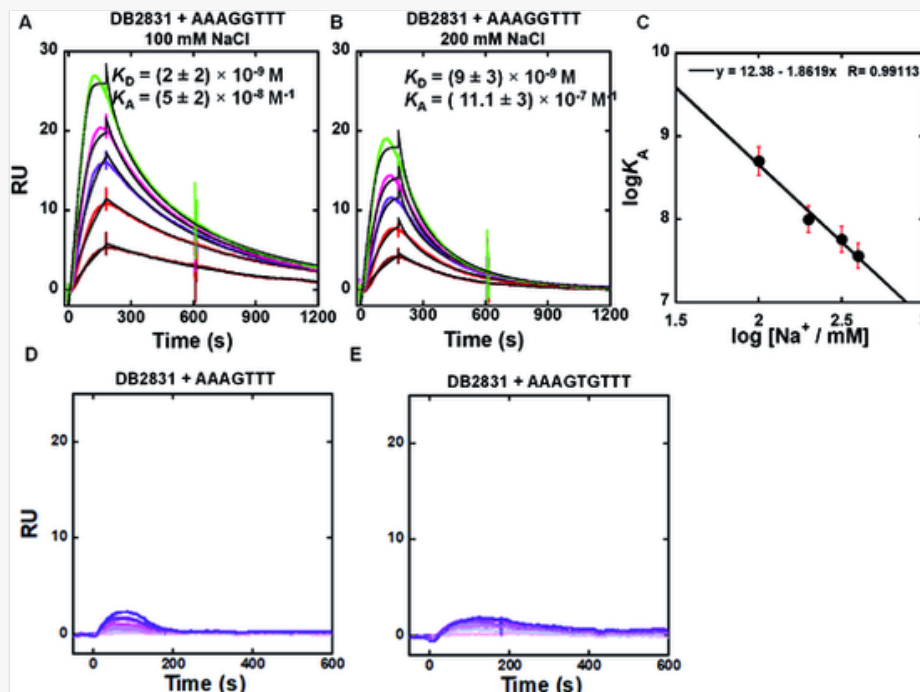 A
DB2831 + AAAGGTTT
100 mM NaCl
30
20
10
0
RU
K_D = (2 ± 2) × 10⁻⁹ M
K_A = (5 ± 2) × 10⁻⁸ M⁻¹
0 300 600 900 1200
Time (s)
B
DB2831 + AAAGGTTT
200 mM NaCl
30
20
10
0
K_D = (9 ± 3) × 10⁻⁹ M
K_A = ( 11.1 ± 3) × 10⁻⁷ M⁻¹
0 300 600 900 1200
Time (s)
C
10
9
8
7
logK_A
y = 12.38 - 1.8619x R= 0.99113
1.5 2 2.5
log [Na⁺ / mM]
D
DB2831 + AAAGTTT
20
10
0
RU
0 200 400 600
Time (s)
E
DB2831 + AAAGTGTTT
20
10
0
0 200 400 600
Time (s)